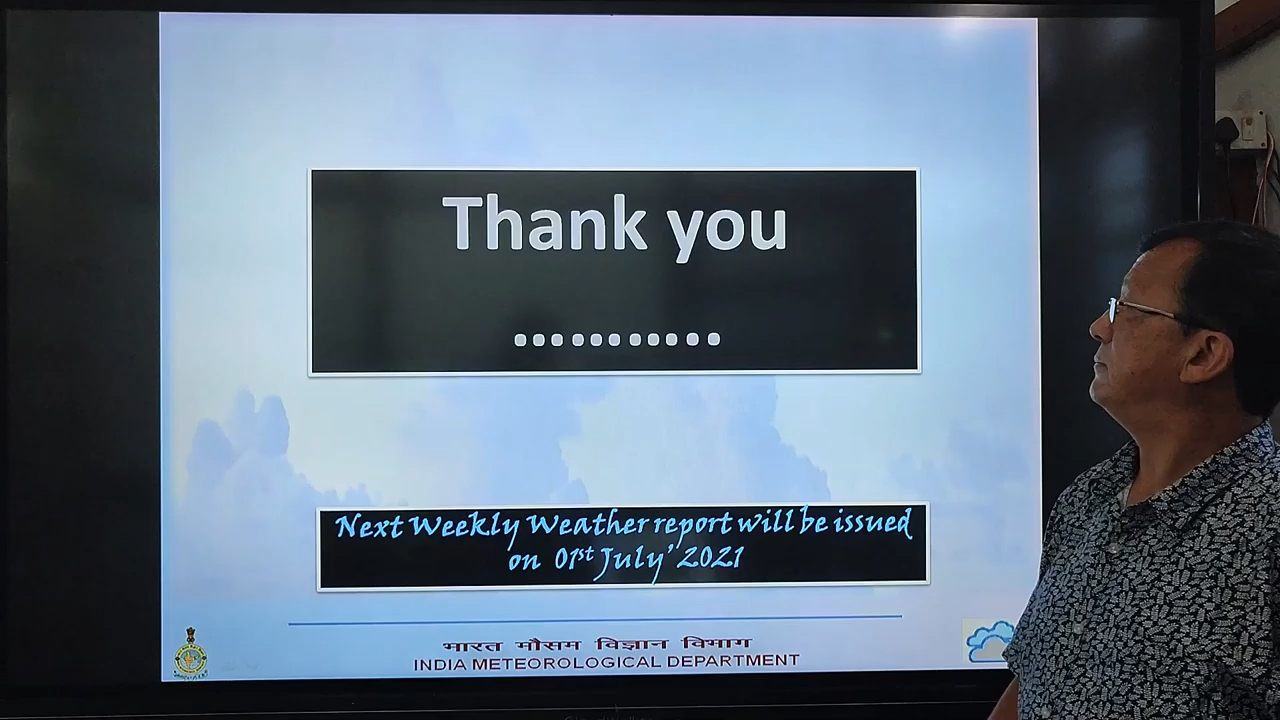 Thank you
...........
Next Weekly Weather report will be issued
on 01st July' 2021
भारत मौसम विज्ञान विभाग
INDIA METEOROLOGICAL DEPARTMENT